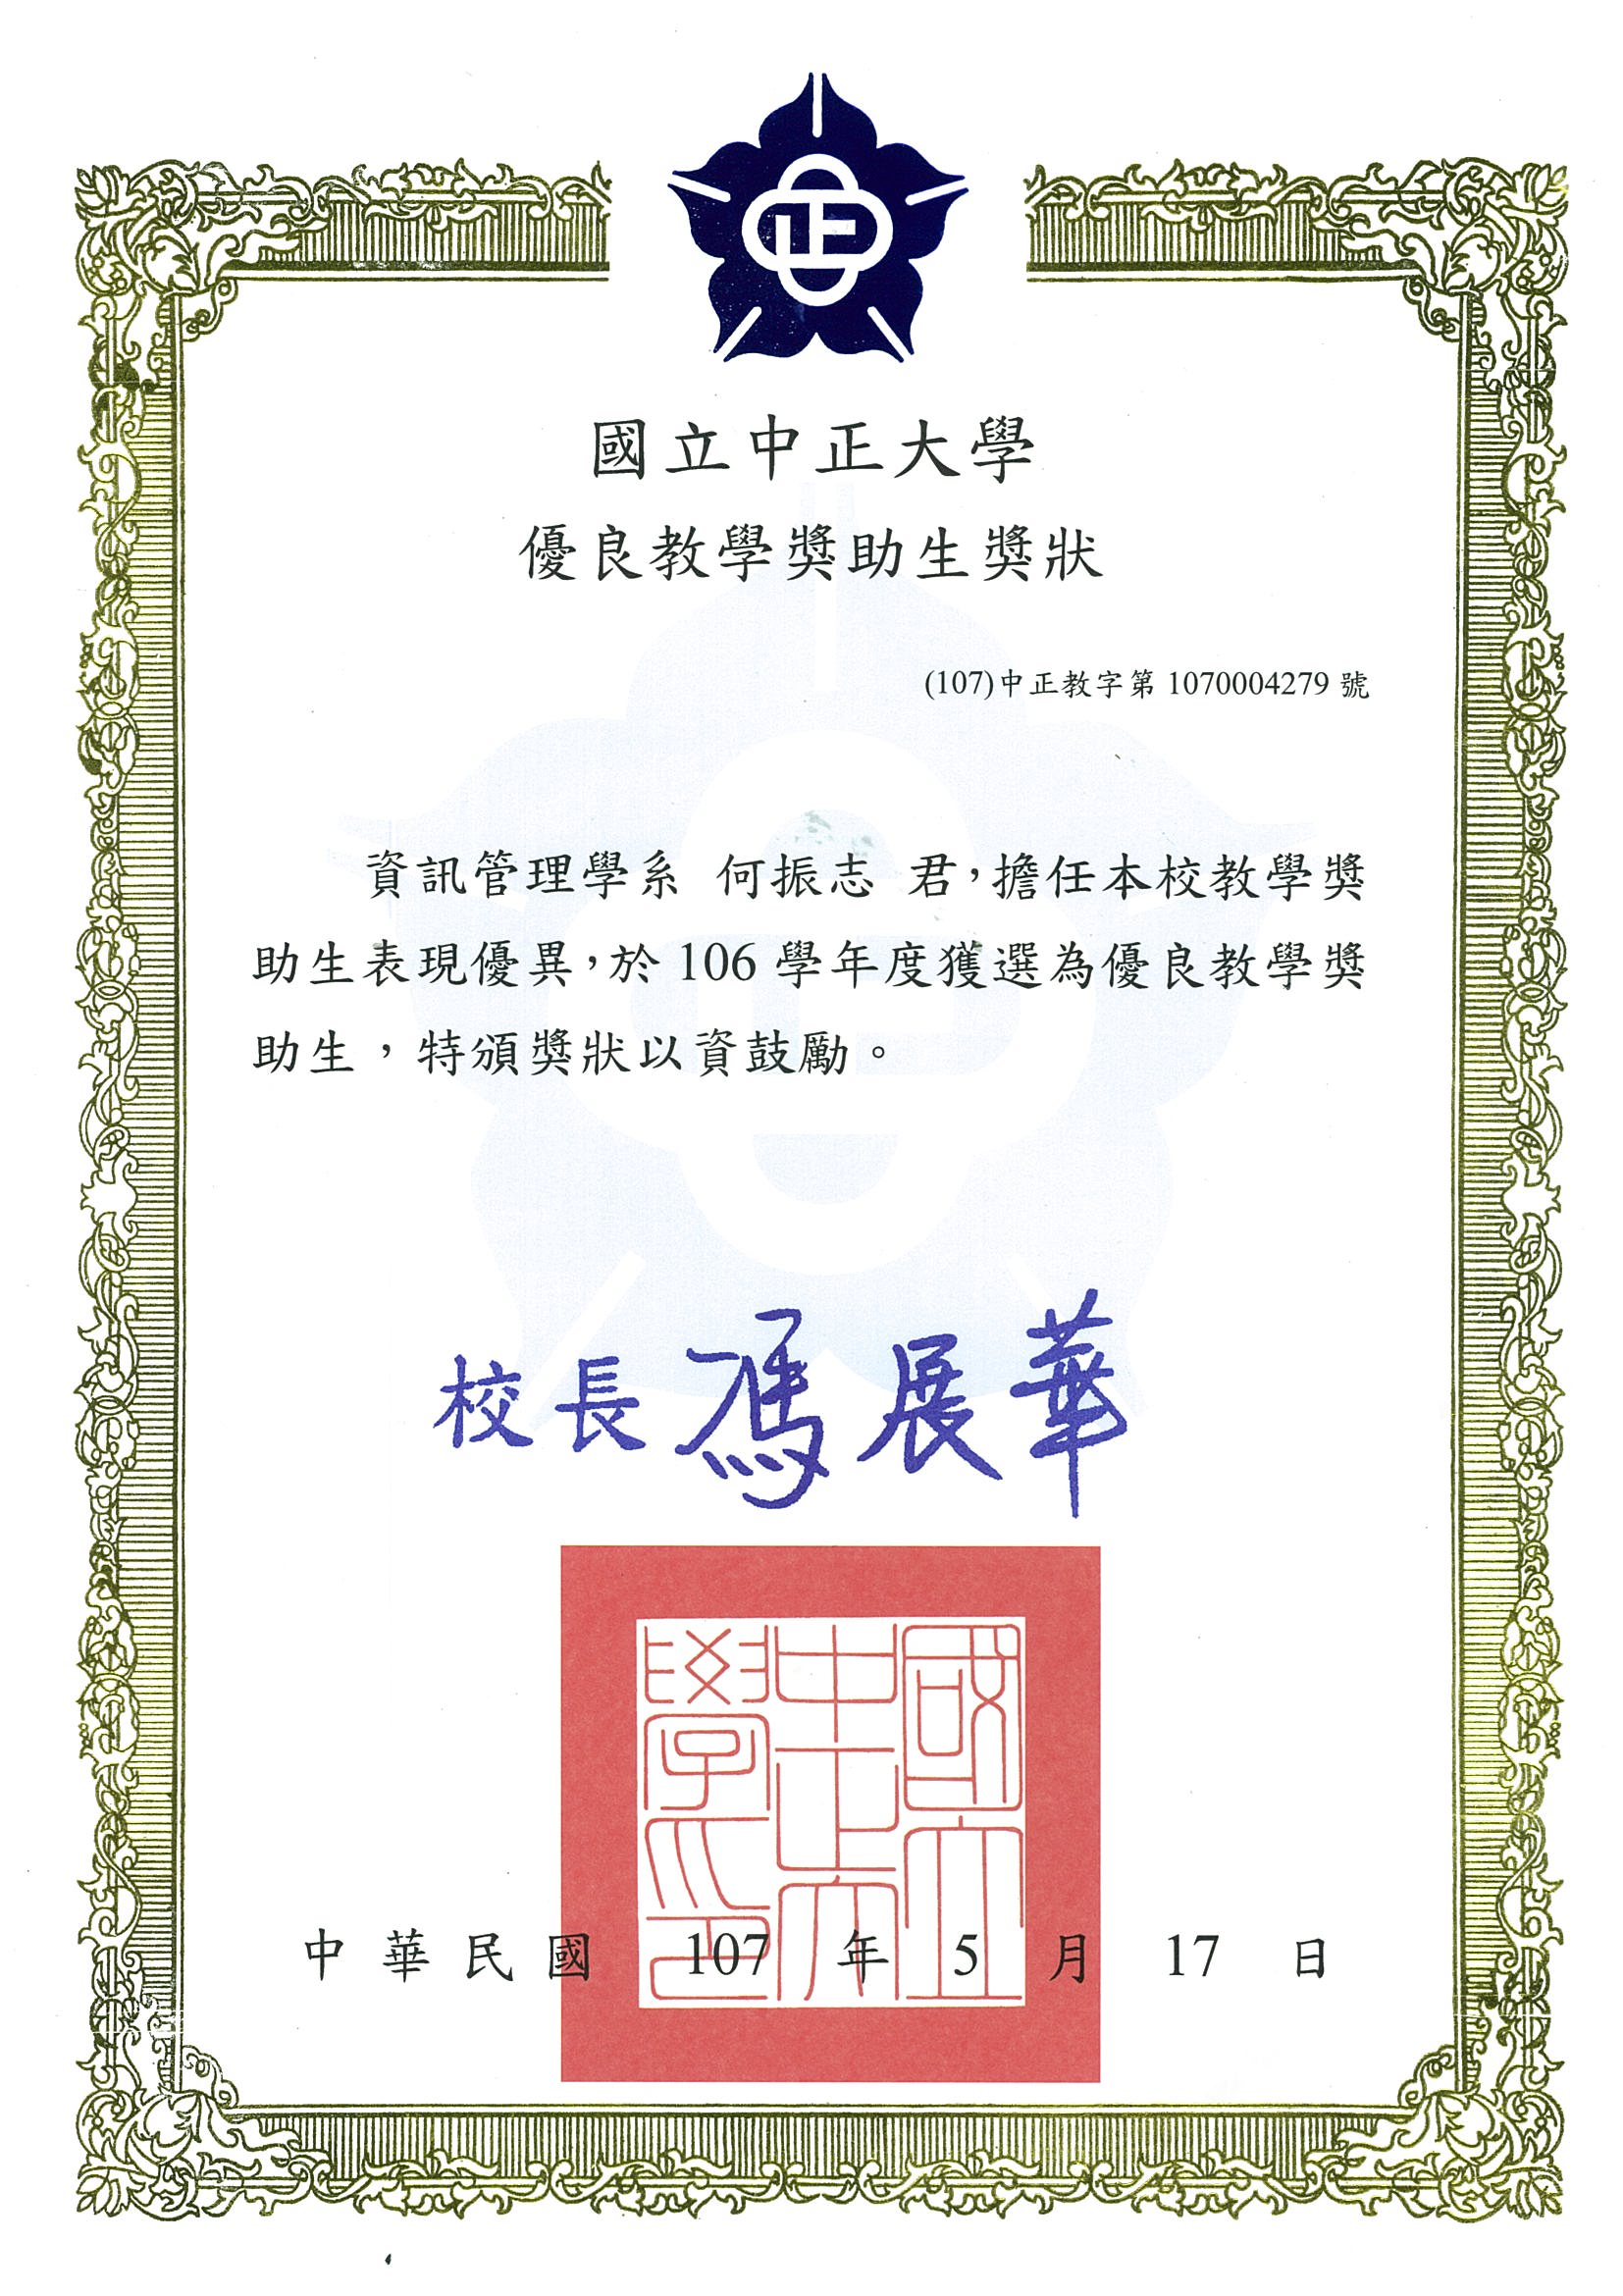 正
國立中正大學
優良教學獎助生獎狀
(107)中正教字第 1070004279 號
資訊管理學系 何振志 君，擔任本校教學獎
助生表現優異，於 106 學年度獲選為優良教學獎
助生，特頒獎狀以資鼓勵。
校長 馮展華
國立中正大學之印
中華民國 107 年 5 月 17 日